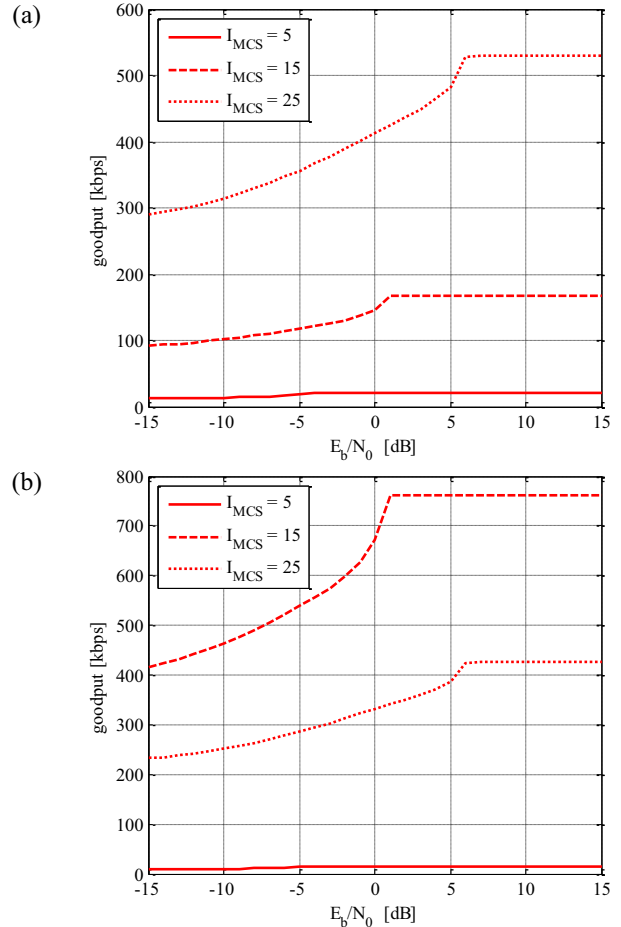 (a)
600
500
400
300
200
100
0
goodput [kbps]
I_MCS = 5
I_MCS = 15
I_MCS = 25
-15 -10 -5 0 5 10 15
E_b/N_0 [dB]
(b)
800
700
600
500
400
300
200
100
0
goodput [kbps]
I_MCS = 5
I_MCS = 15
I_MCS = 25
-15 -10 -5 0 5 10 15
E_b/N_0 [dB]